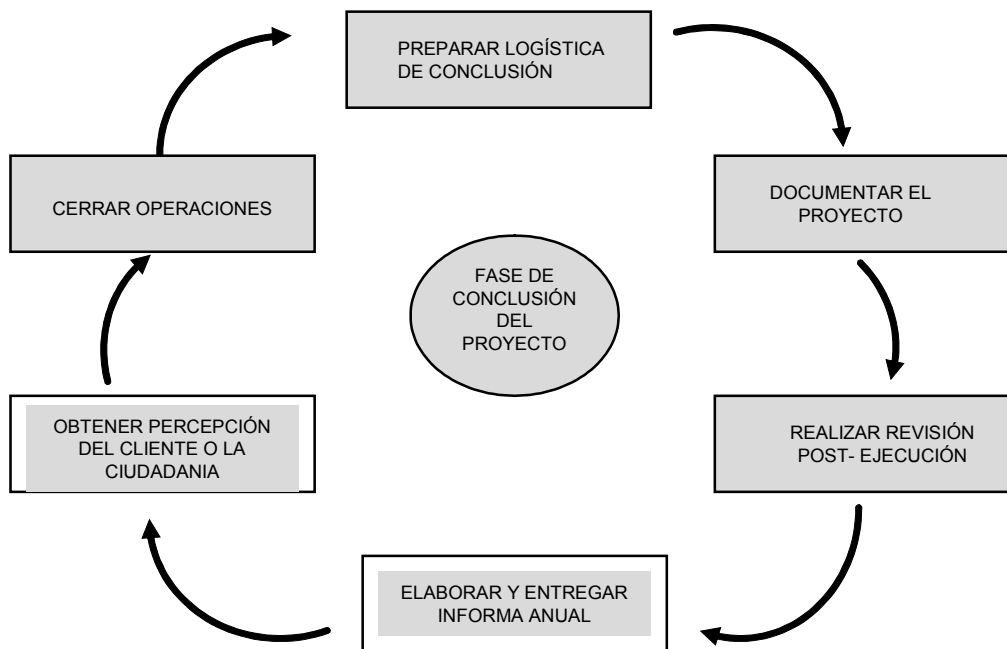 PREPARAR LOGÍSTICA
DE CONCLUSIÓN
DOCUMENTAR EL
PROYECTO
REALIZAR REVISIÓN
POST- EJECUCIÓN
ELABORAR Y ENTREGAR
INFORMA ANUAL
OBTENER PERCEPCIÓN
DEL CLIENTE O LA
CIUDADANIA
CERRAR OPERACIONES
FASE DE
CONCLUSIÓN
DEL
PROYECTO